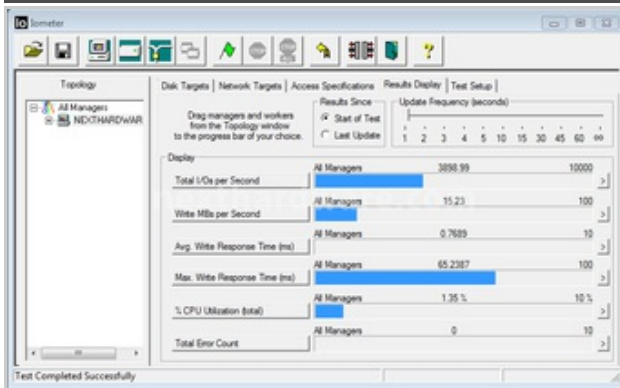 Iometer
Topology
All Managers
NEXTHARDWAR
Disk Targets | Network Targets | Access Specifications | Results Display | Test Setup
Drag managers and workers
from the Topology window
to the progress bar of your choice.
Results Since
Start of Test
Last Update
Update Frequency (seconds)
1 2 3 4 5 10 15 30 45 60 ∞
Display
All Managers 3898.99 10000
Total I/Os per Second
All Managers 15.23 100
Write MBs per Second
All Managers 0.7689 10
Avg. Write Response Time (ms)
All Managers 65.2387 100
Max. Write Response Time (ms)
All Managers 1.35 % 10 %
% CPU Utilization (total)
All Managers 0 10
Total Error Count
Test Completed Successfully